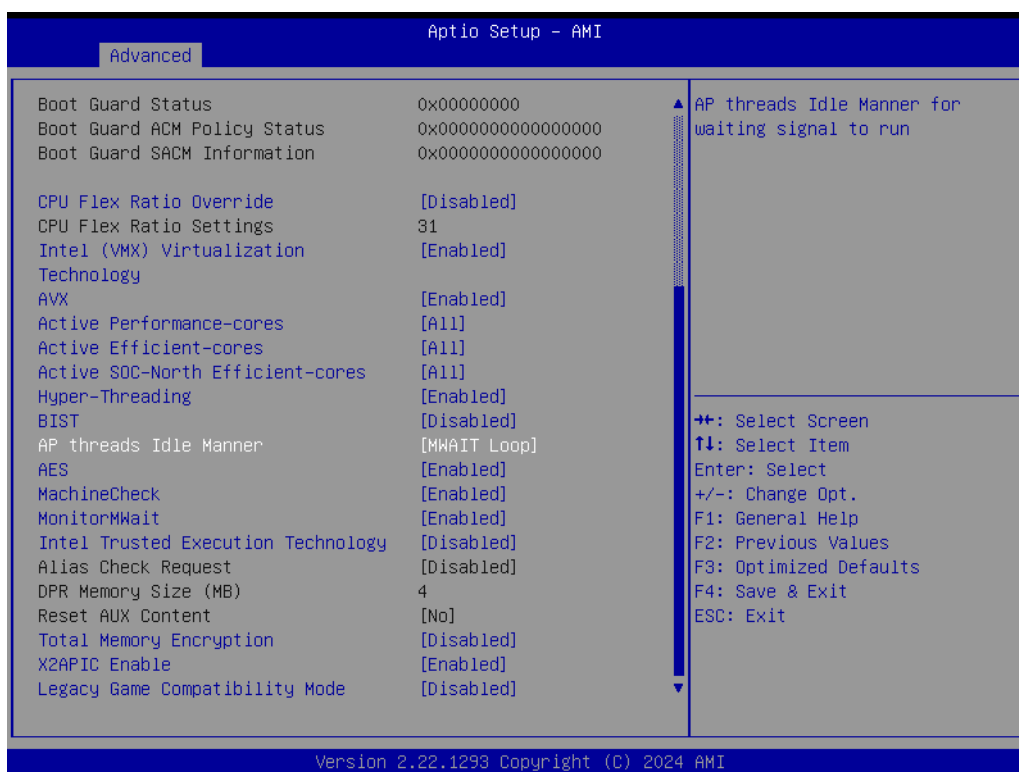 Aptio Setup – AMI
Advanced
Boot Guard Status 0x00000000
Boot Guard ACM Policy Status 0x0000000000000000
Boot Guard SACM Information 0x0000000000000000
CPU Flex Ratio Override [Disabled]
CPU Flex Ratio Settings 31
Intel (VMX) Virtualization [Enabled]
Technology
AVX [Enabled]
Active Performance-cores [All]
Active Efficient-cores [All]
Active SOC-North Efficient-cores [All]
Hyper-Threading [Enabled]
BIST [Disabled]
AP threads Idle Manner [MWAIT Loop]
AES [Enabled]
MachineCheck [Enabled]
MonitorMWait [Enabled]
Intel Trusted Execution Technology [Disabled]
Alias Check Request [Disabled]
DPR Memory Size (MB) 4
Reset AUX Content [No]
Total Memory Encryption [Disabled]
X2APIC Enable [Enabled]
Legacy Game Compatibility Mode [Disabled]
AP threads Idle Manner for
waiting signal to run
→←: Select Screen
↑↓: Select Item
Enter: Select
+/-: Change Opt.
F1: General Help
F2: Previous Values
F3: Optimized Defaults
F4: Save & Exit
ESC: Exit
Version 2.22.1293 Copyright (C) 2024 AMI